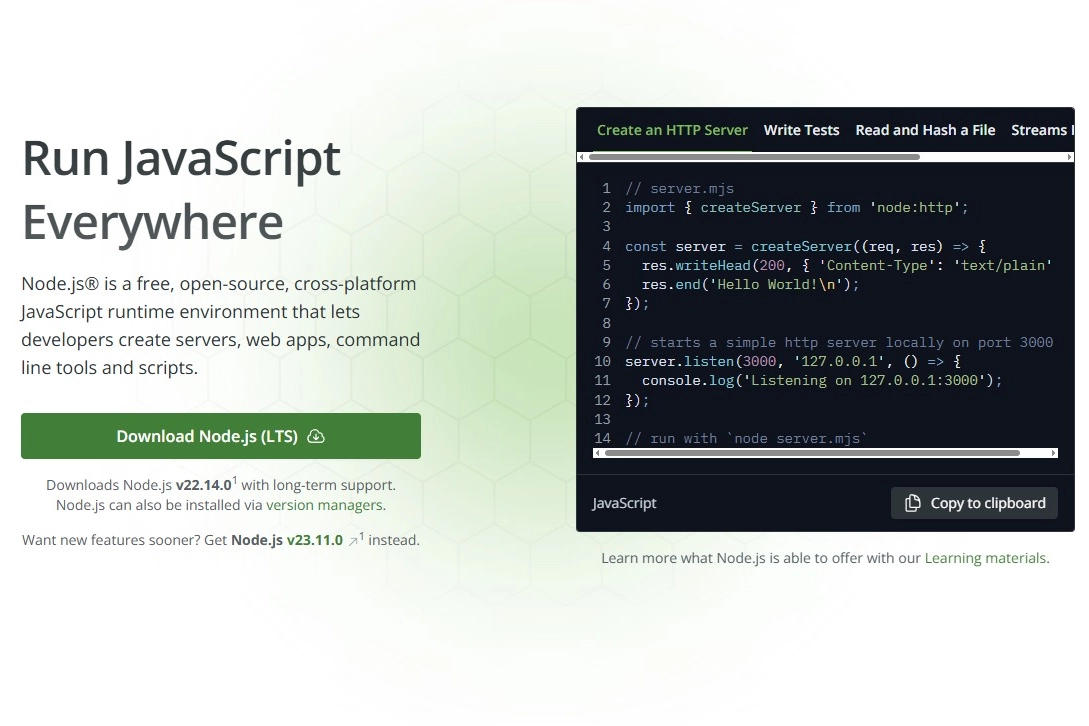 Run JavaScript
Everywhere
Node.js® is a free, open-source, cross-platform
JavaScript runtime environment that lets
developers create servers, web apps, command
line tools and scripts.
Download Node.js (LTS)
Downloads Node.js v22.14.0¹ with long-term support.
Node.js can also be installed via version managers.
Want new features sooner? Get Node.js v23.11.0 ↗¹ instead.
Create an HTTP Server Write Tests Read and Hash a File Streams
1 // server.mjs
2 import { createServer } from 'node:http';
3
4 const server = createServer((req, res) => {
5   res.writeHead(200, { 'Content-Type': 'text/plain'
6   res.end('Hello World!\n');
7 });
8
9 // starts a simple http server locally on port 3000
10 server.listen(3000, '127.0.0.1', () => {
11   console.log('Listening on 127.0.0.1:3000');
12 });
13
14 // run with `node server.mjs`
JavaScript
Copy to clipboard
Learn more what Node.js is able to offer with our Learning materials.